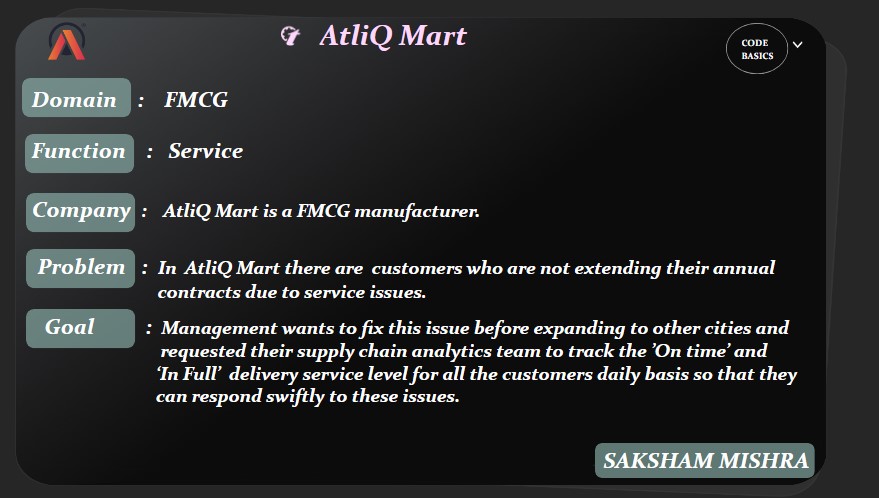 AtliQ Mart
CODE
BASICS
Domain : FMCG
Function : Service
Company : AtliQ Mart is a FMCG manufacturer.
Problem : In AtliQ Mart there are customers who are not extending their annual
contracts due to service issues.
Goal : Management wants to fix this issue before expanding to other cities and
requested their supply chain analytics team to track the ’On time’ and
‘In Full’ delivery service level for all the customers daily basis so that they
can respond swiftly to these issues.
SAKSHAM MISHRA